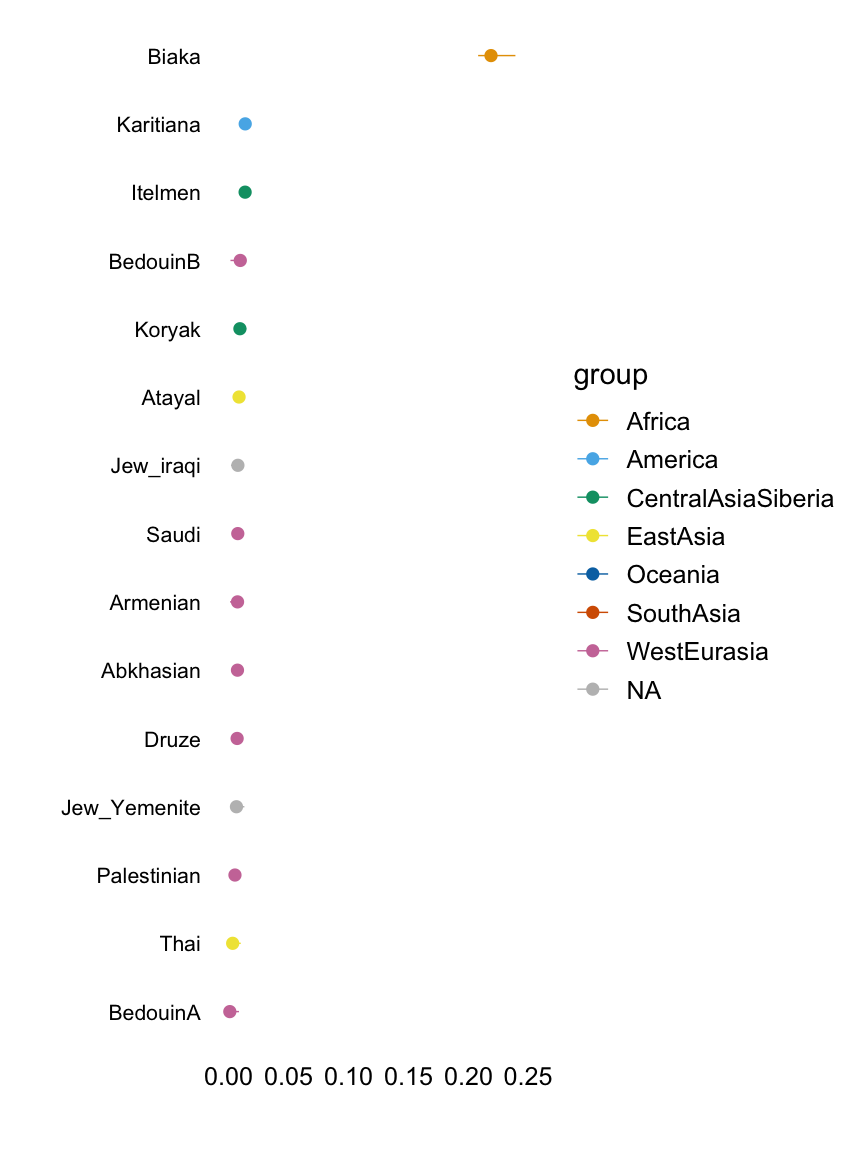 Biaka
Karitiana
Itelmen
BedouinB
Koryak
Atayal
Jew_iraqi
Saudi
Armenian
Abkhasian
Druze
Jew_Yemenite
Palestinian
Thai
BedouinA
0.00 0.05 0.10 0.15 0.20 0.25
group
Africa
America
CentralAsiaSiberia
EastAsia
Oceania
SouthAsia
WestEurasia
NA